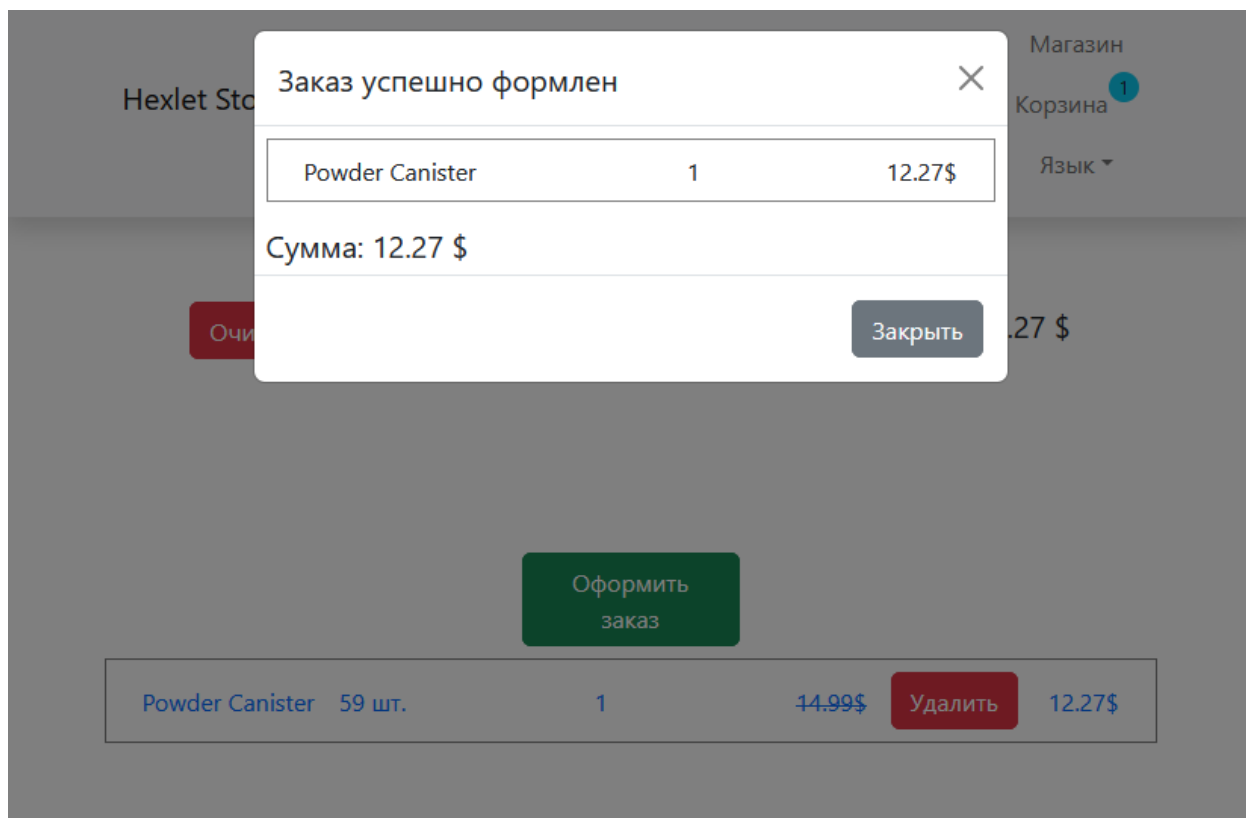 Магазин
Заказ успешно формлен
Hexlet Sto
Корзина 1
Powder Canister 1 12.27$
Язык
Сумма: 12.27 $
Очи
Закрыть
.27 $
Оформить
заказ
Powder Canister 59 шт. 1 14.99$ Удалить 12.27$